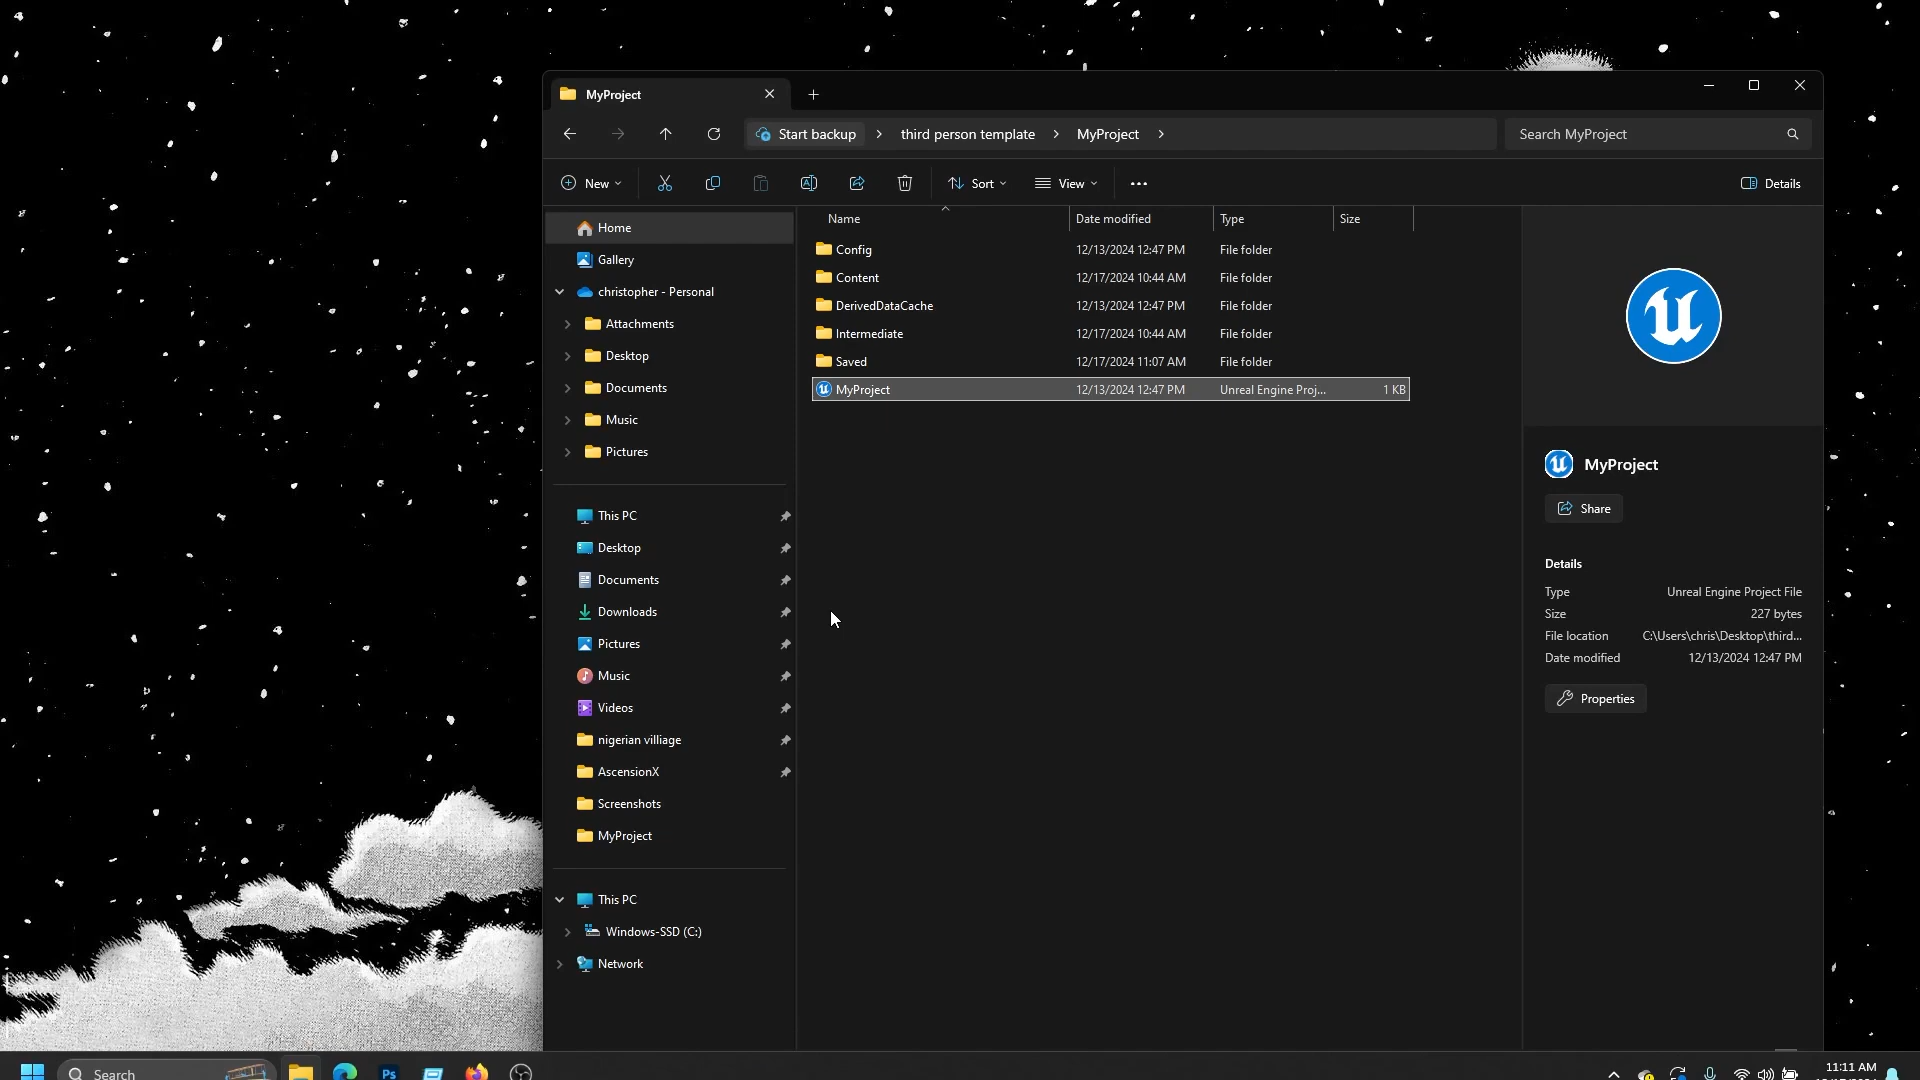 MyProject
Start backup
third person template
MyProject
Search MyProject
New
Sort
View
Details
Name
Date modified
Type
Size
Home
Gallery
christopher - Personal
Attachments
Desktop
Documents
Music
Pictures
This PC
Desktop
Documents
Downloads
Pictures
Music
Videos
nigerian villiage
AscensionX
Screenshots
MyProject
This PC
Windows-SSD (C:)
Network
Config 12/13/2024 12:47 PM File folder
Content 12/17/2024 10:44 AM File folder
DerivedDataCache 12/13/2024 12:47 PM File folder
Intermediate 12/17/2024 10:44 AM File folder
Saved 12/17/2024 11:07 AM File folder
MyProject 12/13/2024 12:47 PM Unreal Engine Proj... 1 KB
MyProject
Share
Details
Type Unreal Engine Project File
Size 227 bytes
File location C:\Users\chris\Desktop\third...
Date modified 12/13/2024 12:47 PM
Properties
Search
Ps
11:11 AM